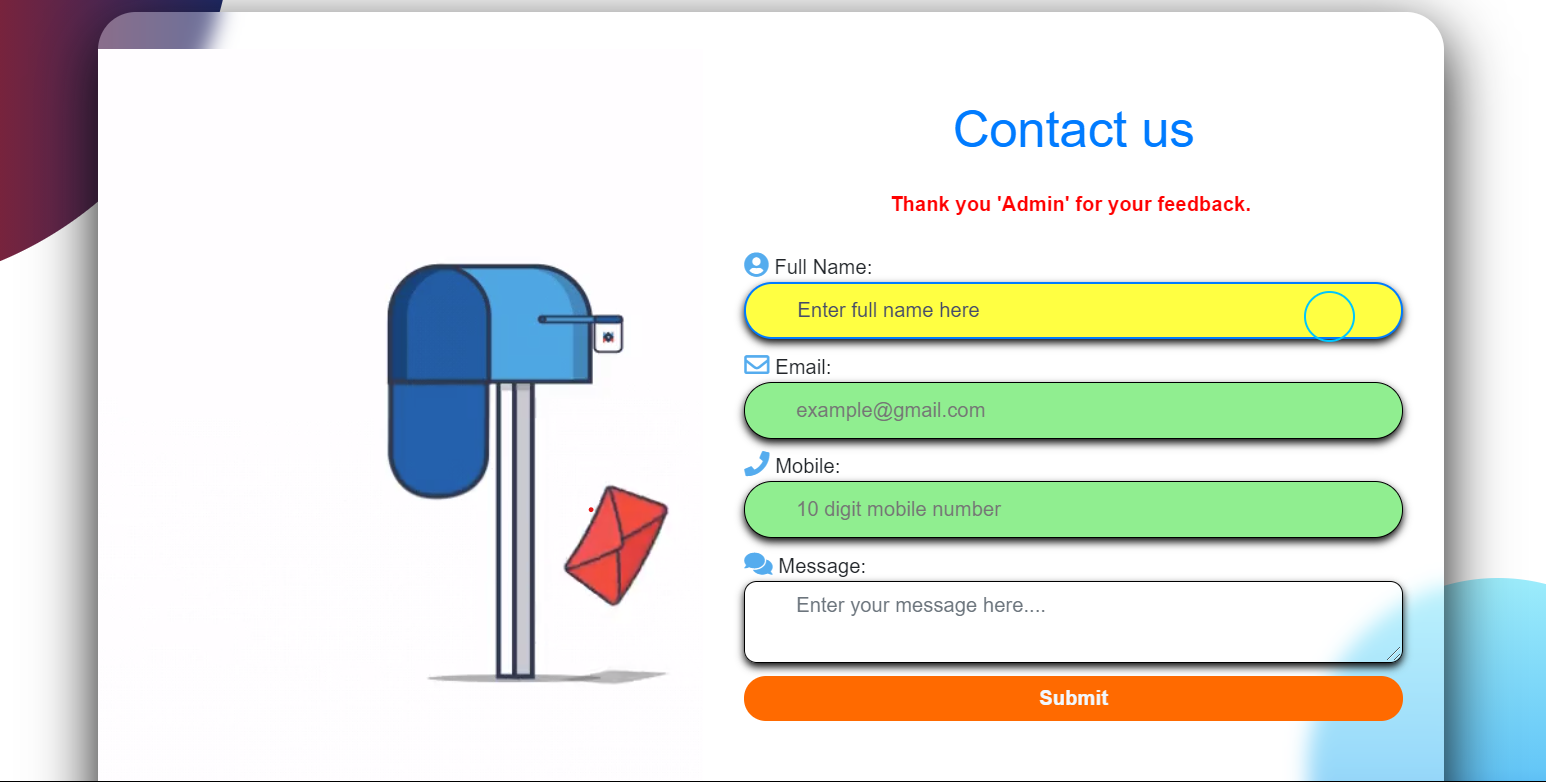 Contact us
Thank you 'Admin' for your feedback.
Full Name:
Enter full name here
Email:
example@gmail.com
Mobile:
10 digit mobile number
Message:
Enter your message here....
Submit